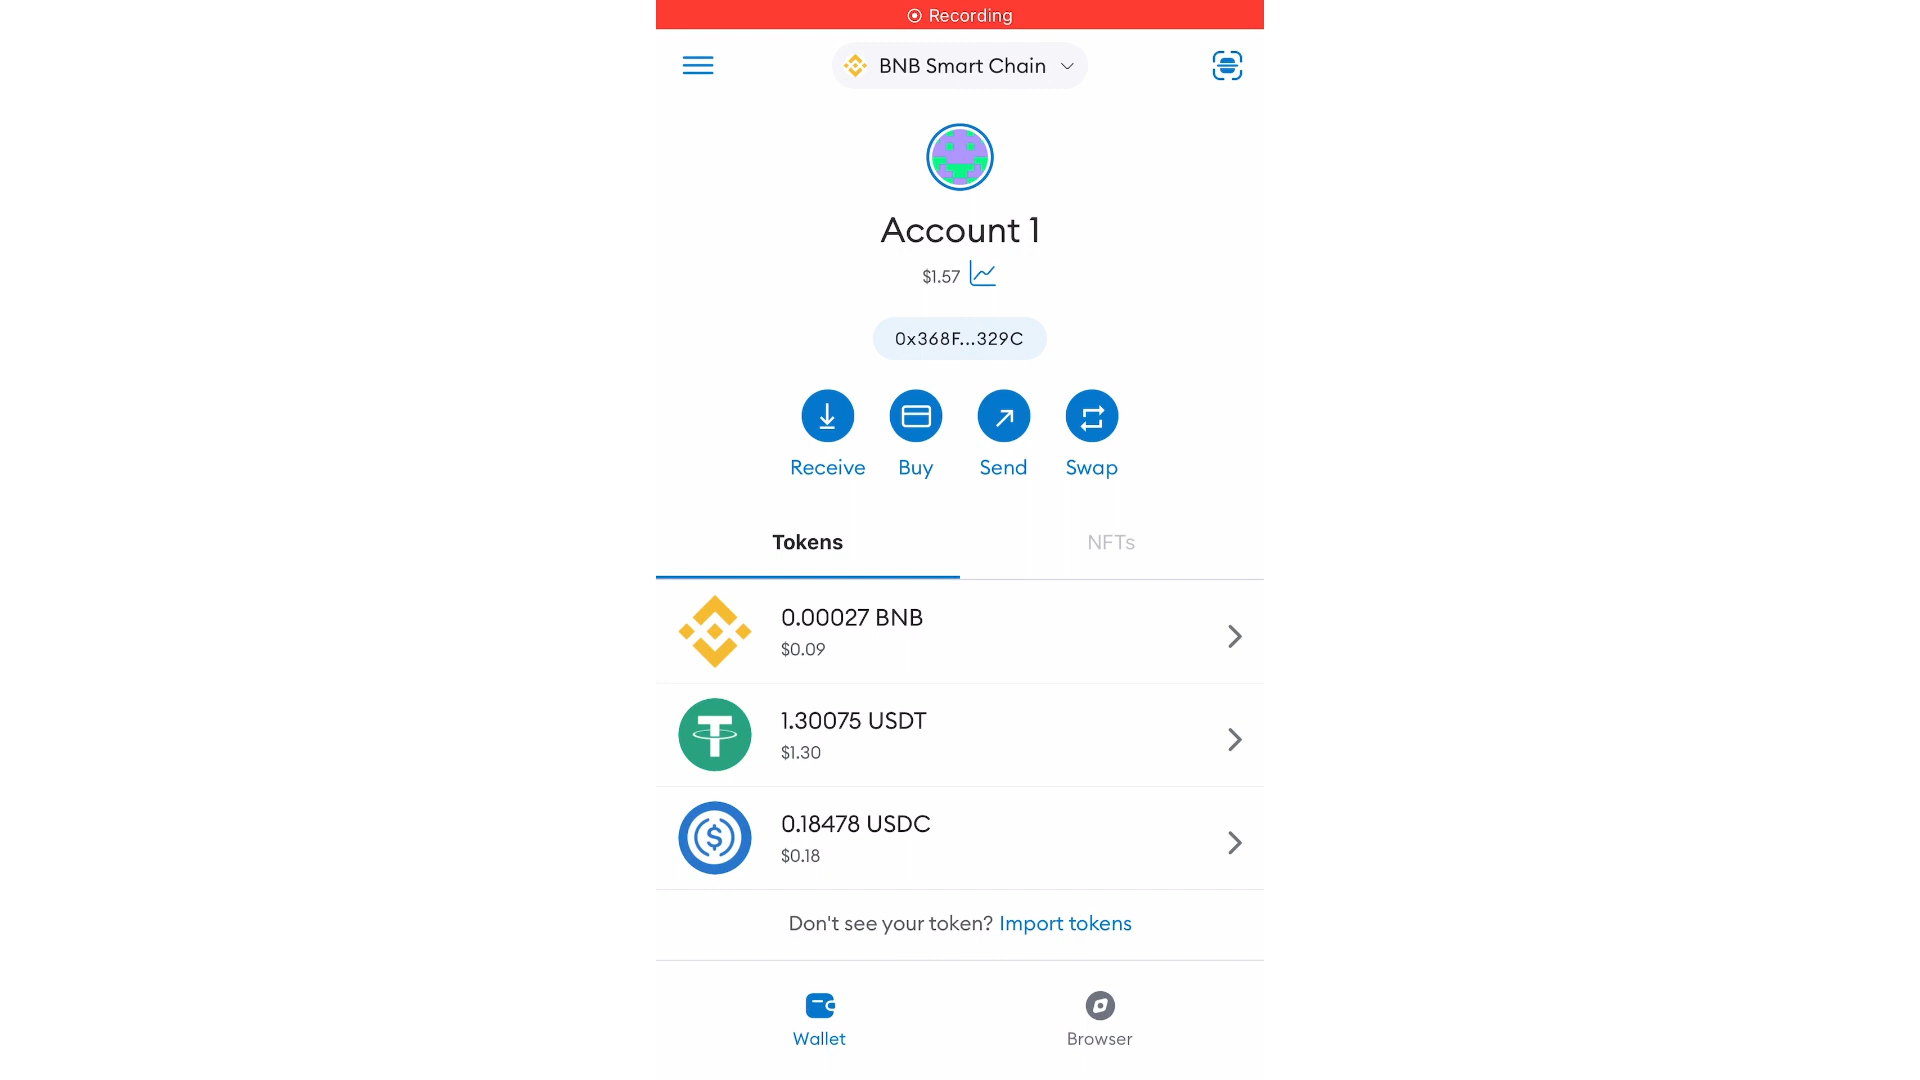 Recording
BNB Smart Chain
Account 1
$1.57
0x368F...329C
Receive Buy Send Swap
Tokens NFTs
0.00027 BNB
$0.09
1.30075 USDT
$1.30
0.18478 USDC
$0.18
Don't see your token? Import tokens
Wallet Browser